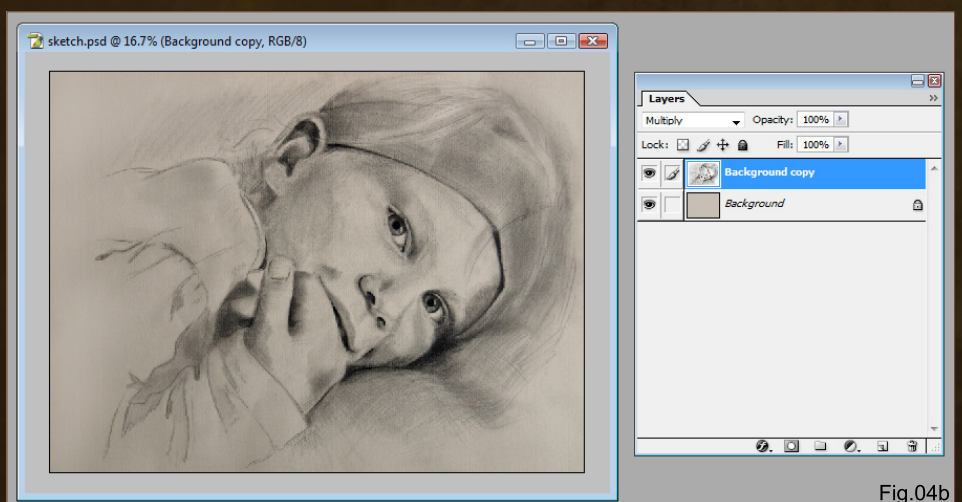 sketch.psd @ 16.7% (Background copy, RGB/8)
Layers
Multiply Opacity: 100%
Lock: Fill: 100%
Background copy
Background
Fig.04b